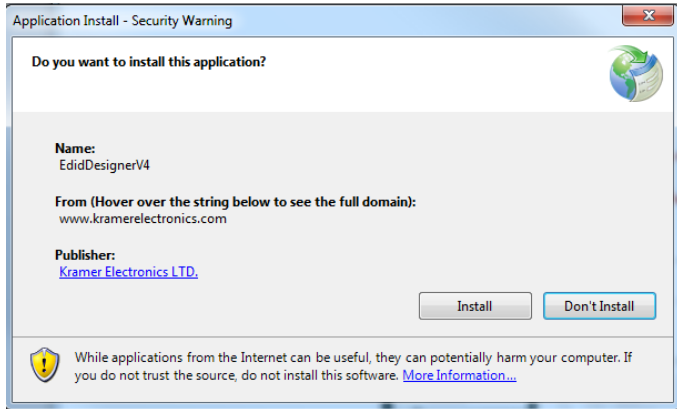 Application Install - Security Warning
Do you want to install this application?
Name:
EdidDesignerV4
From (Hover over the string below to see the full domain):
www.kramerelectronics.com
Publisher:
Kramer Electronics LTD.
Install
Don't Install
While applications from the Internet can be useful, they can potentially harm your computer. If
you do not trust the source, do not install this software. More Information...